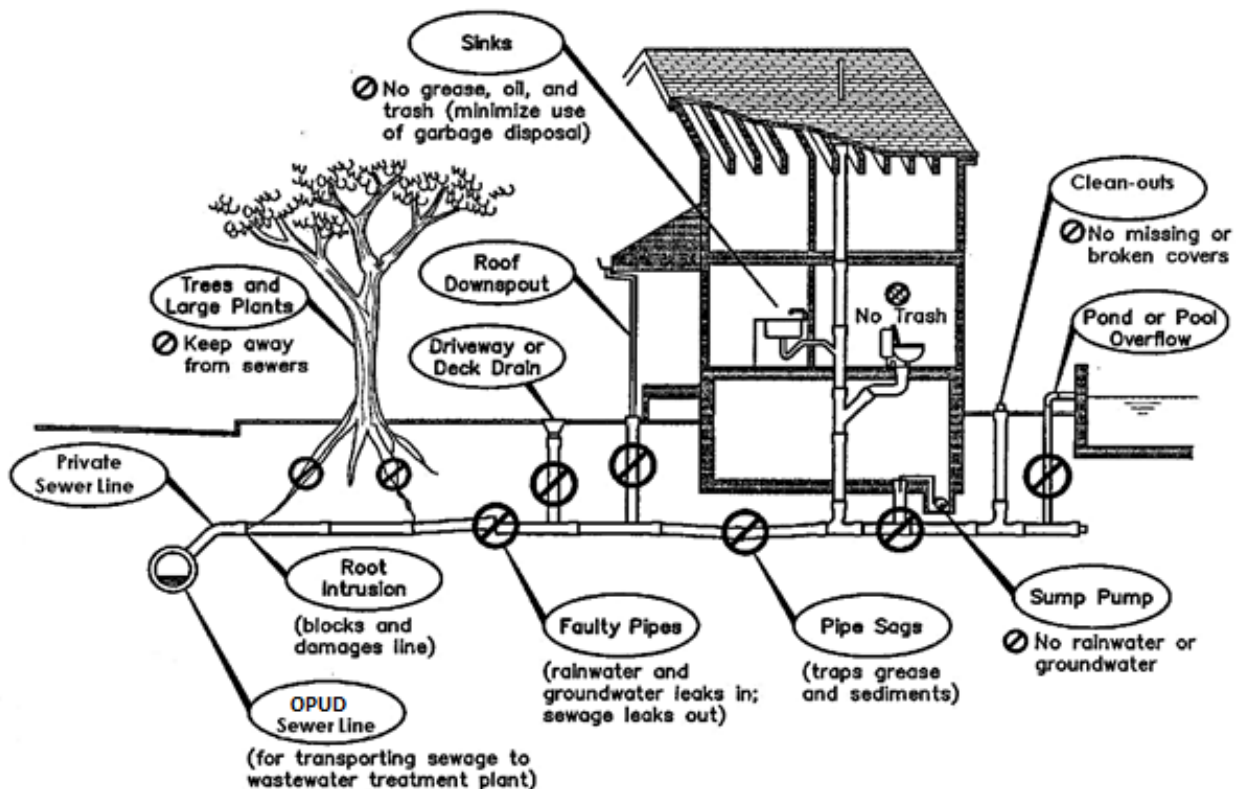 Sinks
No grease, oil, and
trash (minimize use
of garbage disposal)
Clean-outs
No missing or
broken covers
Roof
Downspout
Trees and
Large Plants
Keep away
from sewers
No Trash
Pond or Pool
Overflow
Driveway or
Deck Drain
Private
Sewer Line
Root
Intrusion
(blocks and
damages line)
Faulty Pipes
(rainwater and
groundwater leaks in;
sewage leaks out)
Pipe Sags
(traps grease
and sediments)
Sump Pump
No rainwater or
groundwater
OPUD
Sewer Line
(for transporting sewage to
wastewater treatment plant)